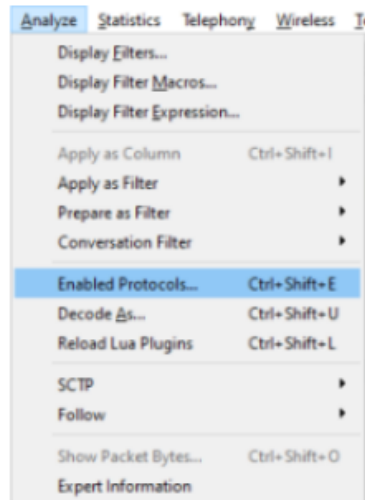 Analyze Statistics Telephony Wireless
Display Filters...
Display Filter Macros...
Display Filter Expression...
Apply as Column Ctrl+Shift+I
Apply as Filter
Prepare as Filter
Conversation Filter
Enabled Protocols... Ctrl+Shift+E
Decode As... Ctrl+Shift+U
Reload Lua Plugins Ctrl+Shift+L
SCTP
Follow
Show Packet Bytes... Ctrl+Shift+O
Expert Information